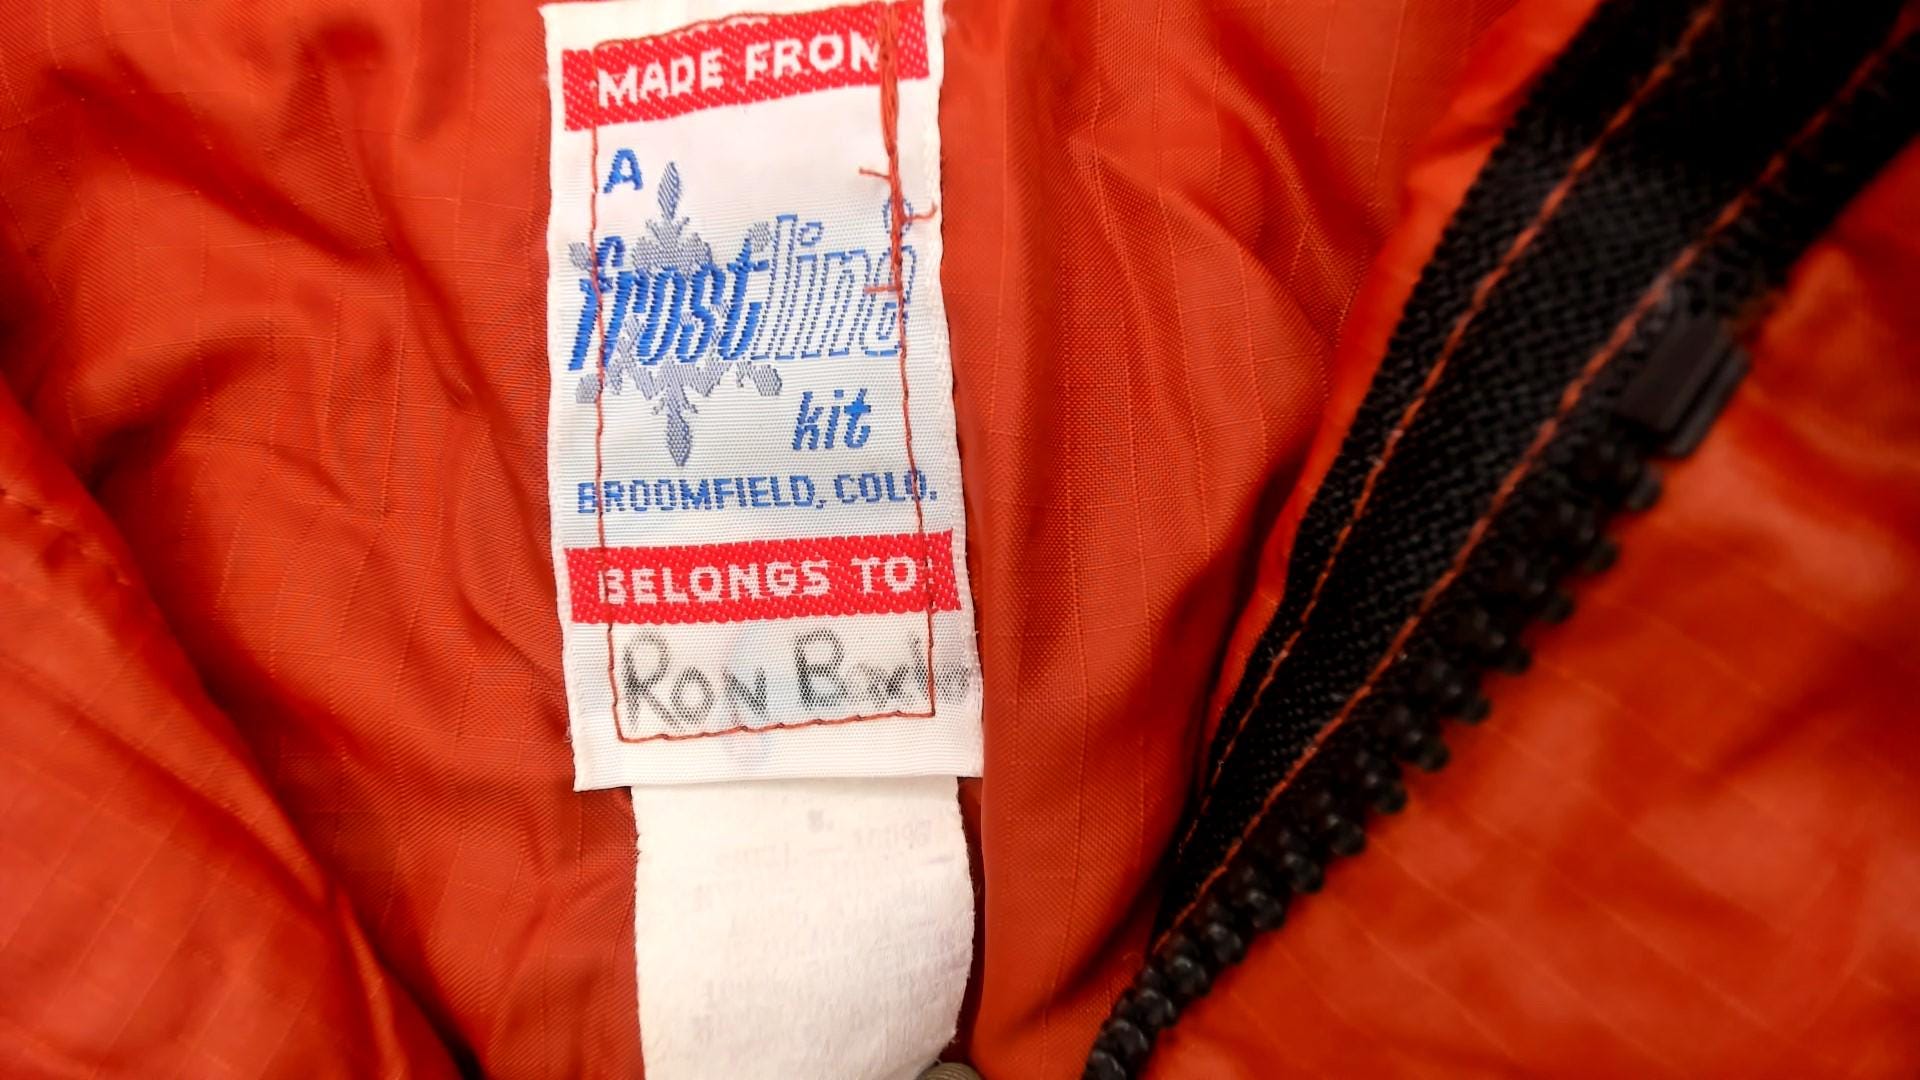 MADE FROM
A
frostline®
kit
BROOMFIELD, COLO.
BELONGS TO:
RON